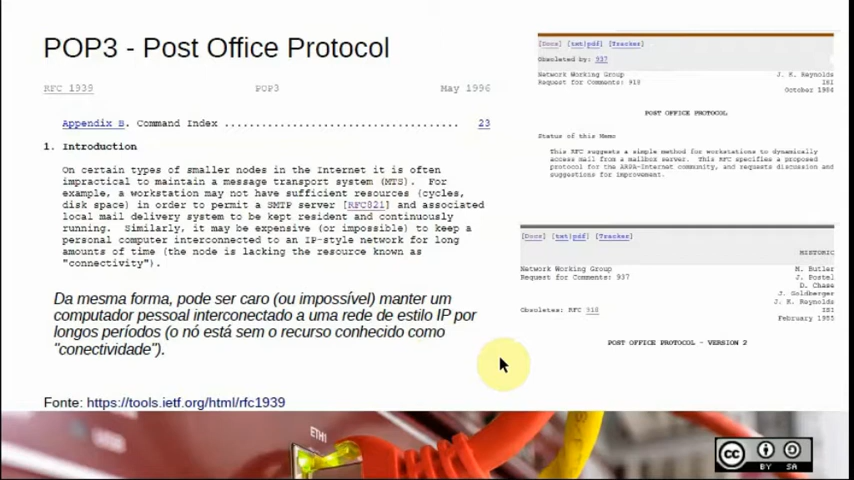 POP3 - Post Office Protocol
RFC 1939 POP3 May 1996
Appendix B. Command Index ..................................... 23
1. Introduction
On certain types of smaller nodes in the Internet it is often
impractical to maintain a message transport system (MTS). For
example, a workstation may not have sufficient resources (cycles,
disk space) in order to permit a SMTP server [RFC821] and associated
local mail delivery system to be kept resident and continuously
running. Similarly, it may be expensive (or impossible) to keep a
personal computer interconnected to an IP-style network for long
amounts of time (the node is lacking the resource known as
"connectivity").
Da mesma forma, pode ser caro (ou impossível) manter um
computador pessoal interconectado a uma rede de estilo IP por
longos períodos (o nó está sem o recurso conhecido como
"conectividade").
Fonte: https://tools.ietf.org/html/rfc1939
[Docs] [txt|pdf] [Tracker]
Obsoleted by: 937
Network Working Group J. K. Reynolds
Request for Comments: 918 ISI
October 1984
POST OFFICE PROTOCOL
Status of this Memo
This RFC suggests a simple method for workstations to dynamically
access mail from a mailbox server. This RFC specifies a proposed
protocol for the ARPA-Internet community, and requests discussion and
suggestions for improvement.
[Docs] [txt|pdf] [Tracker]
HISTORIC
Network Working Group M. Butler
Request for Comments: 937 J. Postel
D. Chase
J. Goldberger
J. K. Reynolds
Obsoletes: RFC 918 ISI
February 1985
POST OFFICE PROTOCOL - VERSION 2
ETH1
cc BY SA